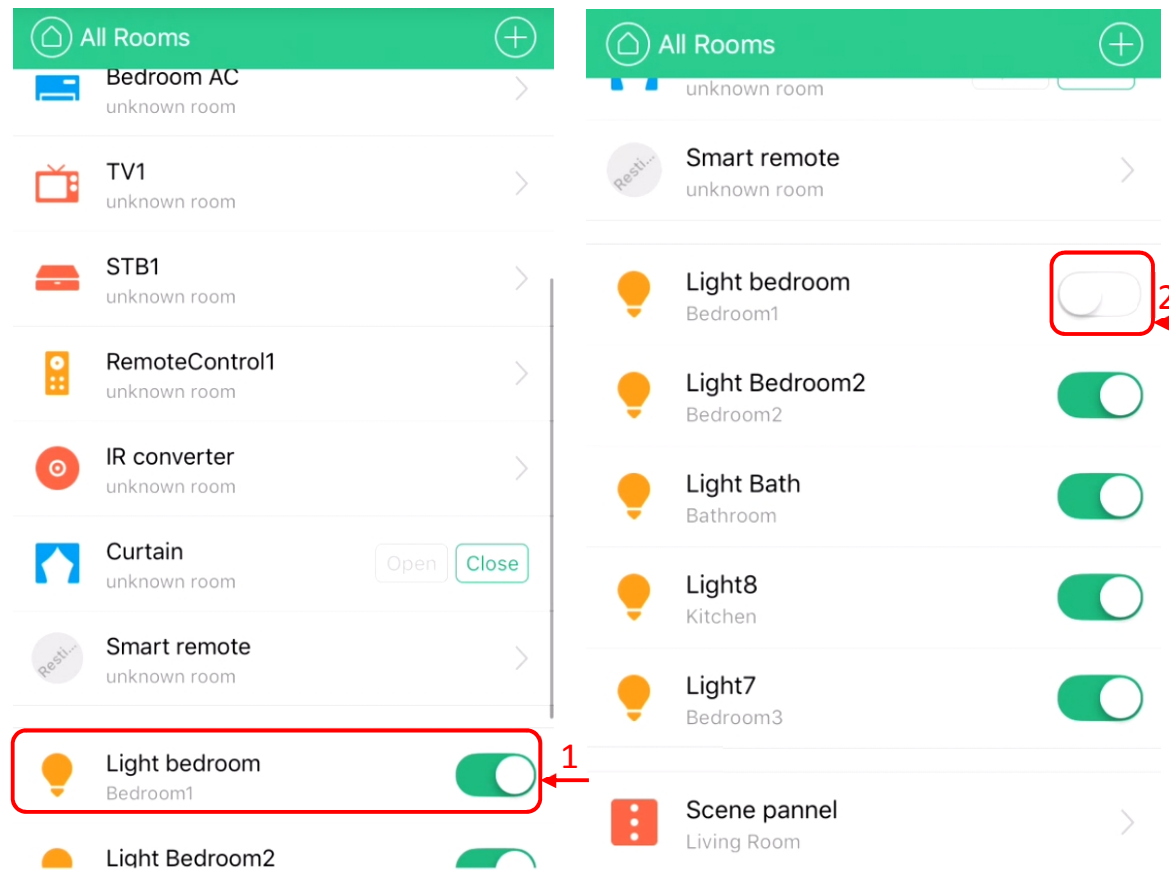 All Rooms
Bedroom AC
unknown room
TV1
unknown room
STB1
unknown room
RemoteControl1
unknown room
IR converter
unknown room
Curtain
unknown room
Open
Close
Resti...
Smart remote
unknown room
Light bedroom
Bedroom1
1
Light Bedroom2
All Rooms
unknown room
Resti...
Smart remote
unknown room
Light bedroom
Bedroom1
2
Light Bedroom2
Bedroom2
Light Bath
Bathroom
Light8
Kitchen
Light7
Bedroom3
Scene pannel
Living Room